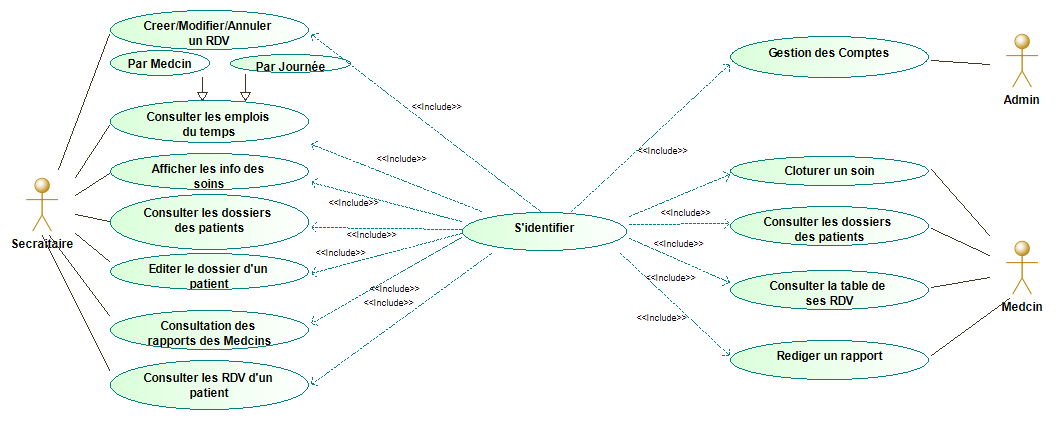 Creer/Modifier/Annuler
un RDV
Par Medcin
Par Journée
Consulter les emplois
du temps
Afficher les info des
soins
Consulter les dossiers
des patients
Editer le dossier d'un
patient
Consultation des
rapports des Medcins
Consulter les RDV d'un
patient
Secraitaire
<<Include>>
<<Include>>
<<Include>>
<<Include>>
<<Include>>
<<Include>>
<<Include>>
S'identifier
<<Include>>
<<Include>>
<<Include>>
<<Include>>
<<Include>>
Gestion des Comptes
Cloturer un soin
Consulter les dossiers
des patients
Consulter la table de
ses RDV
Rediger un rapport
Admin
Medcin